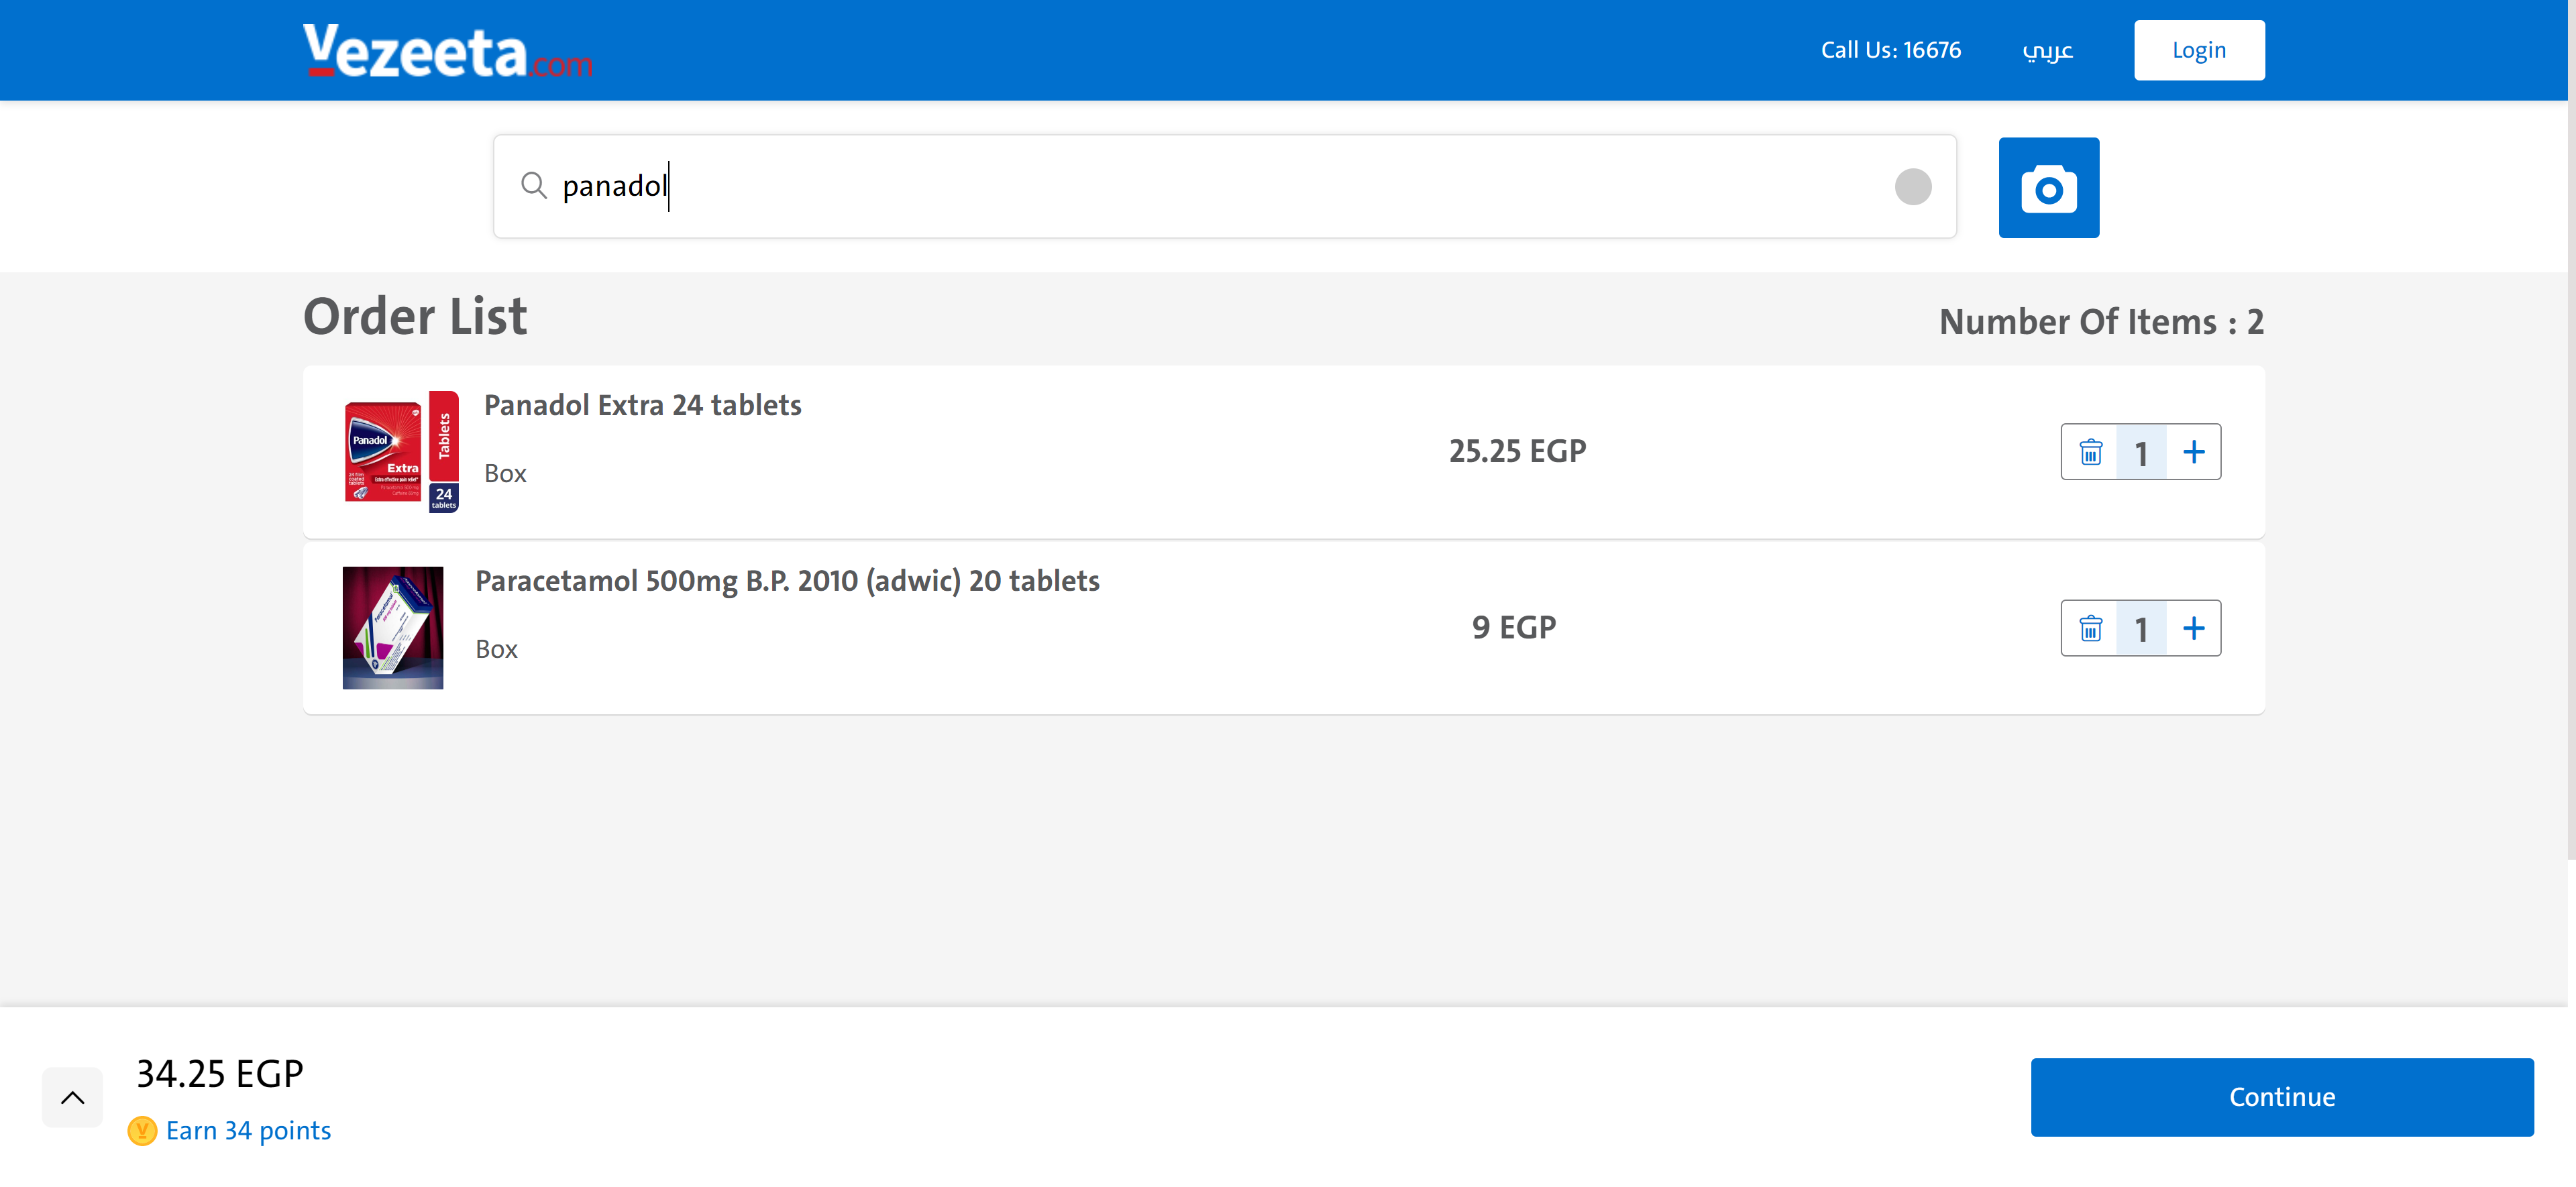 Vezeeta.com
Call Us: 16676
عربي
Login
panadol
Order List
Number Of Items : 2
Panadol
Extra
Tablets
24
tablets
Panadol Extra 24 tablets
Box
25.25 EGP
1
Paracetamol 500mg B.P. 2010 (adwic) 20 tablets
Box
9 EGP
1
34.25 EGP
Earn 34 points
Continue